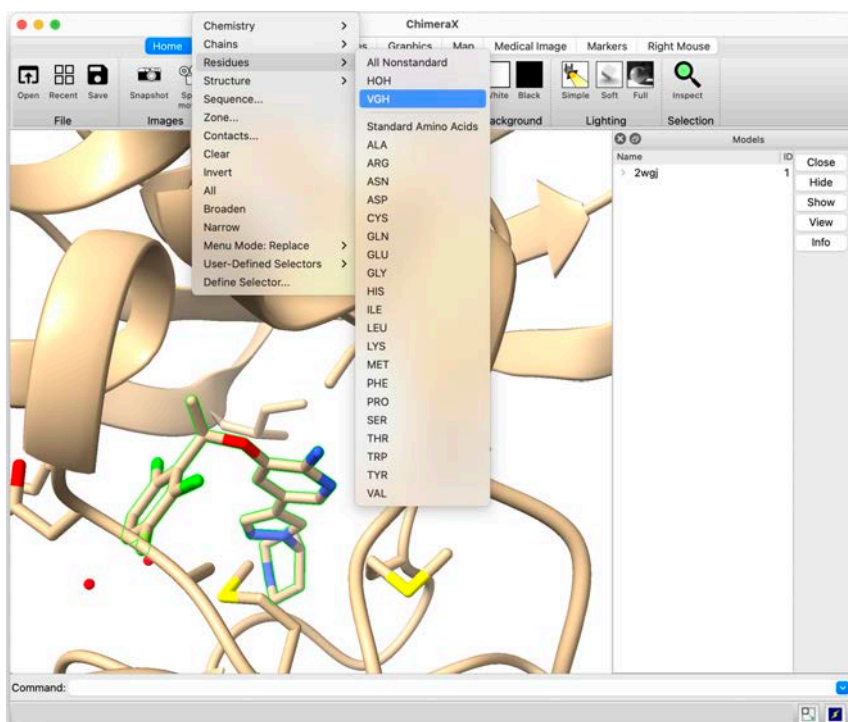 ChimeraX
Home
Graphics
Map
Medical Image
Markers
Right Mouse
Open
Recent
Save
Snapshot
File
Images
White
Black
Simple
Soft
Full
Inspect
Background
Lighting
Selection
Chemistry
Chains
Residues
Structure
Sequence...
Zone...
Contacts...
Clear
Invert
All
Broaden
Narrow
Menu Mode: Replace
User-Defined Selectors
Define Selector...
All Nonstandard
HOH
VGH
Standard Amino Acids
ALA
ARG
ASN
ASP
CYS
GLN
GLU
GLY
HIS
ILE
LEU
LYS
MET
PHE
PRO
SER
THR
TRP
TYR
VAL
Models
Name ID
2wgj 1
Close
Hide
Show
View
Info
Command: